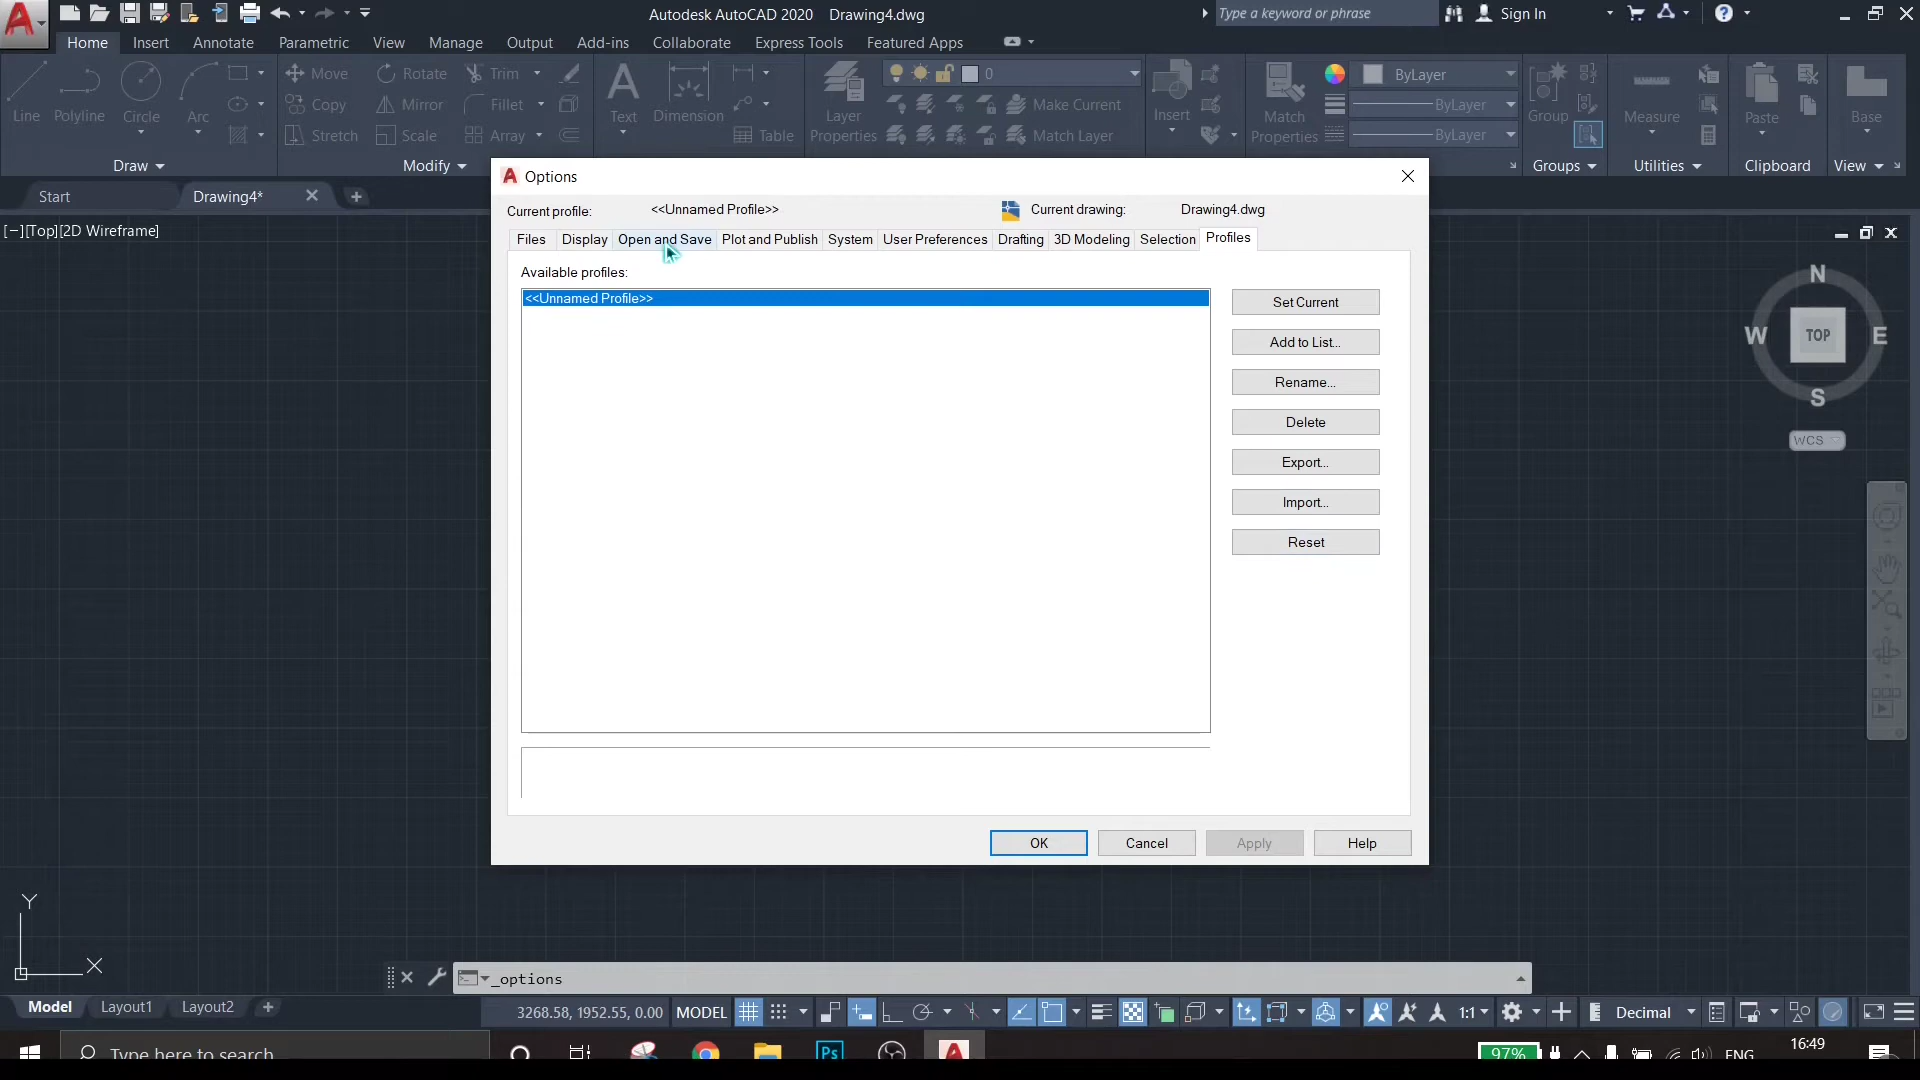 Autodesk AutoCAD 2020 Drawing4.dwg
Type a keyword or phrase
Sign In
Home Insert Annotate Parametric View Manage Output Add-ins Collaborate Express Tools Featured Apps
Line Polyline Circle Arc
Move Rotate Trim
Copy Mirror Fillet
Stretch Scale Array
Text Dimension Table
Layer Properties
0
Make Current
Match Layer
Insert
Match Properties
ByLayer
ByLayer
ByLayer
Group
Measure
Paste
Base
Draw Modify Groups Utilities Clipboard View
Start Drawing4*
[−][Top][2D Wireframe]
Options
Current profile: <<Unnamed Profile>> Current drawing: Drawing4.dwg
Files Display Open and Save Plot and Publish System User Preferences Drafting 3D Modeling Selection Profiles
Available profiles:
<<Unnamed Profile>>
Set Current
Add to List...
Rename...
Delete
Export...
Import...
Reset
OK Cancel Apply Help
N
W TOP E
S
WCS
Y
X
_options
Model Layout1 Layout2
3268.58, 1952.55, 0.00 MODEL 1:1 Decimal
Type here to search
Ps
97%
ENG
16:49